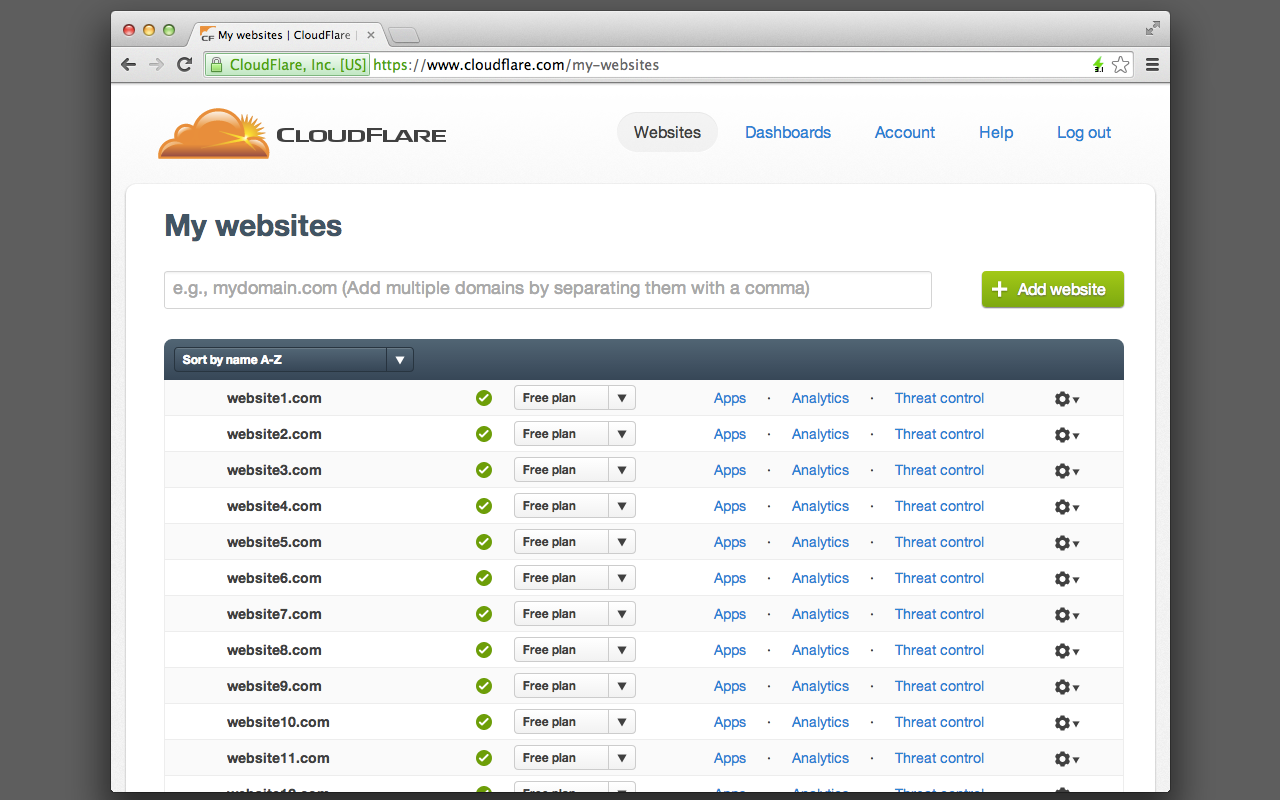 My websites | CloudFlare
CloudFlare, Inc. [US] https://www.cloudflare.com/my-websites
CLOUDFLARE
Websites Dashboards Account Help Log out
My websites
e.g., mydomain.com (Add multiple domains by separating them with a comma)
+ Add website
Sort by name A-Z
website1.com Free plan Apps · Analytics · Threat control
website2.com Free plan Apps · Analytics · Threat control
website3.com Free plan Apps · Analytics · Threat control
website4.com Free plan Apps · Analytics · Threat control
website5.com Free plan Apps · Analytics · Threat control
website6.com Free plan Apps · Analytics · Threat control
website7.com Free plan Apps · Analytics · Threat control
website8.com Free plan Apps · Analytics · Threat control
website9.com Free plan Apps · Analytics · Threat control
website10.com Free plan Apps · Analytics · Threat control
website11.com Free plan Apps · Analytics · Threat control